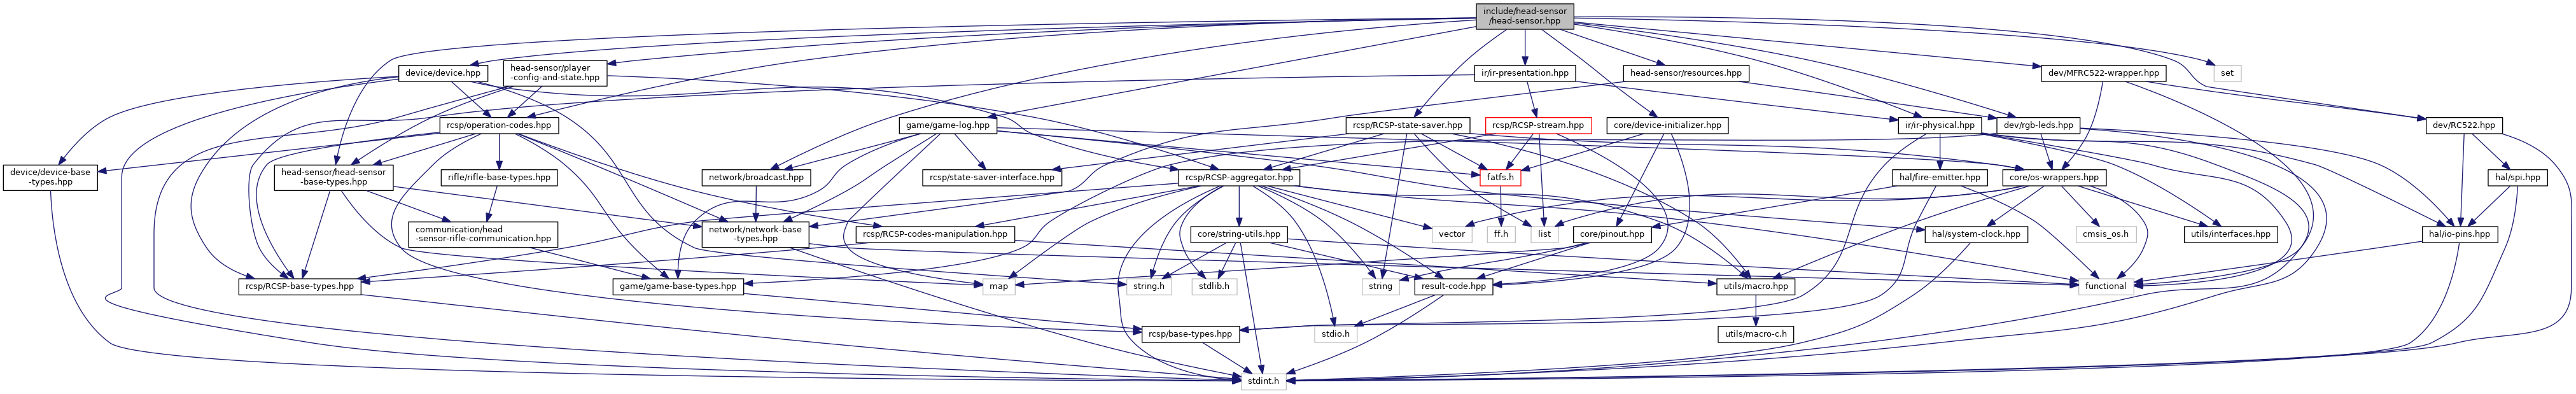 include/head-sensor
/head-sensor.hpp
device/device.hpp
head-sensor/player
-config-and-state.hpp
ir/ir-presentation.hpp
head-sensor/resources.hpp
dev/MFRC522-wrapper.hpp
set
rcsp/operation-codes.hpp
game/game-log.hpp
rcsp/RCSP-state-saver.hpp
rcsp/RCSP-stream.hpp
core/device-initializer.hpp
ir/ir-physical.hpp
dev/rgb-leds.hpp
dev/RC522.hpp
device/device-base
-types.hpp
head-sensor/head-sensor
-base-types.hpp
rifle/rifle-base-types.hpp
network/broadcast.hpp
rcsp/state-saver-interface.hpp
rcsp/RCSP-aggregator.hpp
fatfs.h
hal/fire-emitter.hpp
core/os-wrappers.hpp
hal/spi.hpp
communication/head
-sensor-rifle-communication.hpp
network/network-base
-types.hpp
rcsp/RCSP-codes-manipulation.hpp
core/string-utils.hpp
vector
ff.h
list
core/pinout.hpp
hal/system-clock.hpp
cmsis_os.h
utils/interfaces.hpp
hal/io-pins.hpp
rcsp/RCSP-base-types.hpp
game/game-base-types.hpp
map
string.h
stdlib.h
string
result-code.hpp
utils/macro.hpp
functional
rcsp/base-types.hpp
stdio.h
utils/macro-c.h
stdint.h